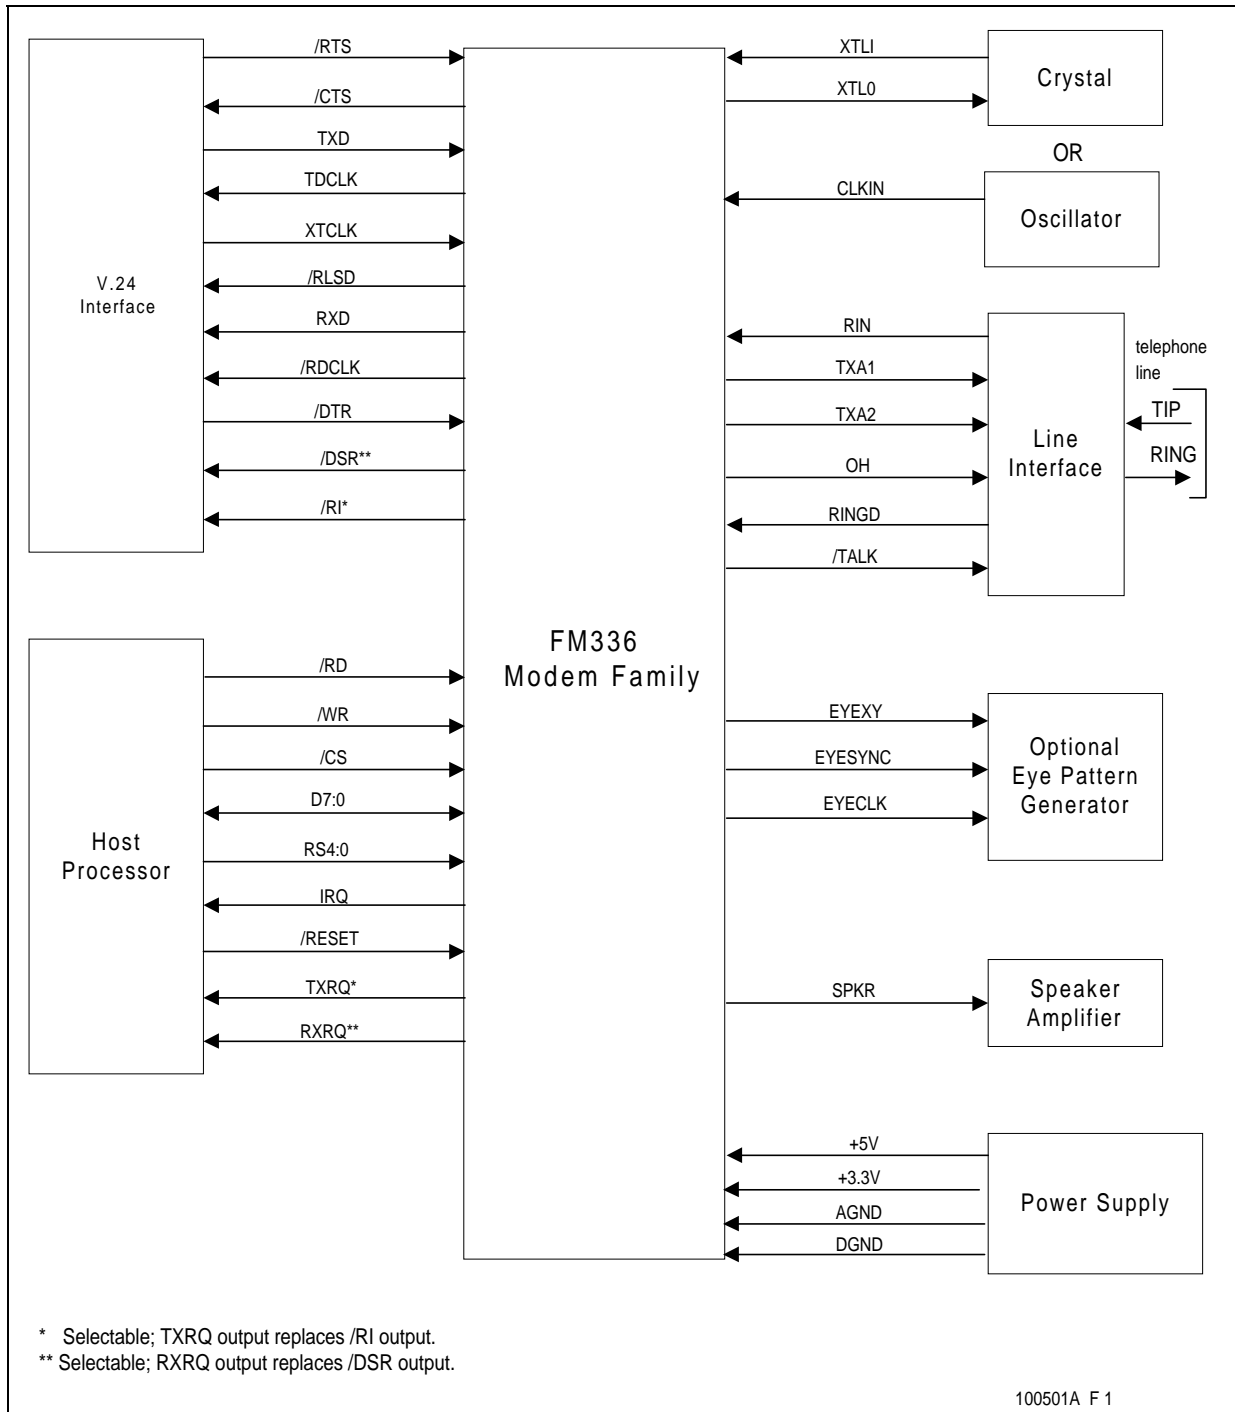 /RTS
/CTS
TXD
TDCLK
XTCLK
/RLSD
RXD
/RDCLK
/DTR
/DSR**
/RI*
V.24
Interface
/RD
/WR
/CS
D7:0
RS4:0
IRQ
/RESET
TXRQ*
RXRQ**
Host
Processor
FM336
Modem Family
XTLI
XTL0
Crystal
OR
CLKIN
Oscillator
RIN
TXA1
TXA2
OH
RINGD
/TALK
Line
Interface
telephone
line
TIP
RING
EYEXY
EYESYNC
EYECLK
Optional
Eye Pattern
Generator
SPKR
Speaker
Amplifier
+5V
+3.3V
AGND
DGND
Power Supply
* Selectable; TXRQ output replaces /RI output.
** Selectable; RXRQ output replaces /DSR output.
100501A F 1